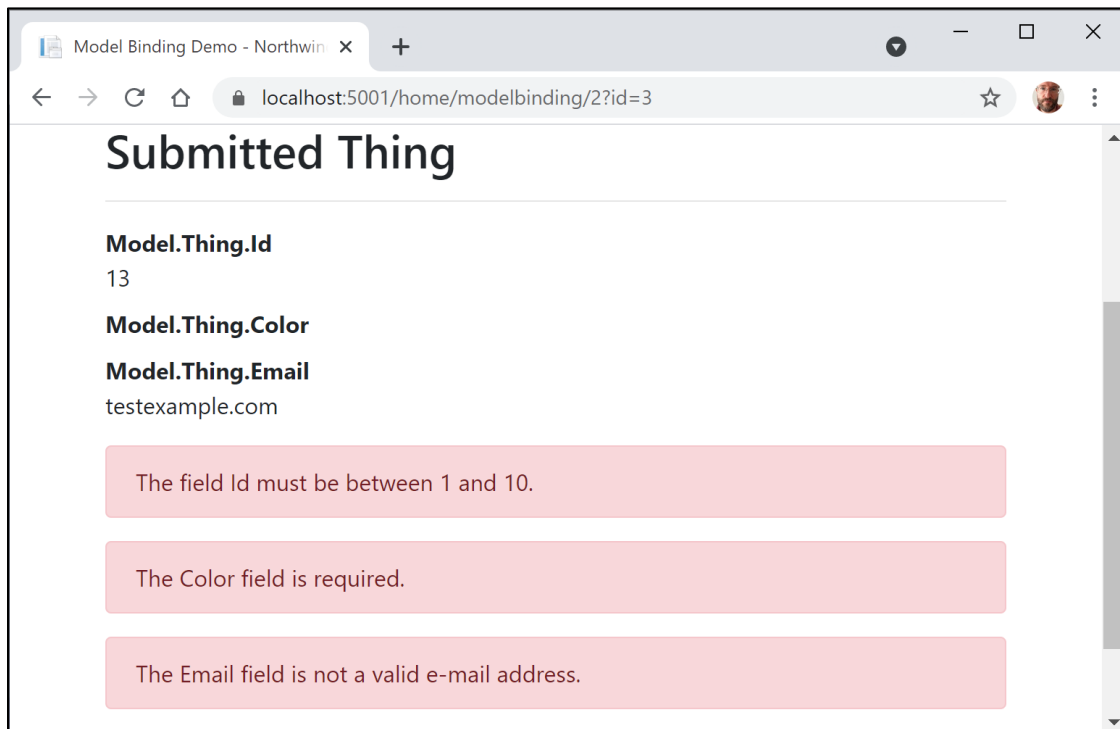 Model Binding Demo - Northwin
localhost:5001/home/modelbinding/2?id=3
Submitted Thing
Model.Thing.Id
13
Model.Thing.Color
Model.Thing.Email
testexample.com
The field Id must be between 1 and 10.
The Color field is required.
The Email field is not a valid e-mail address.